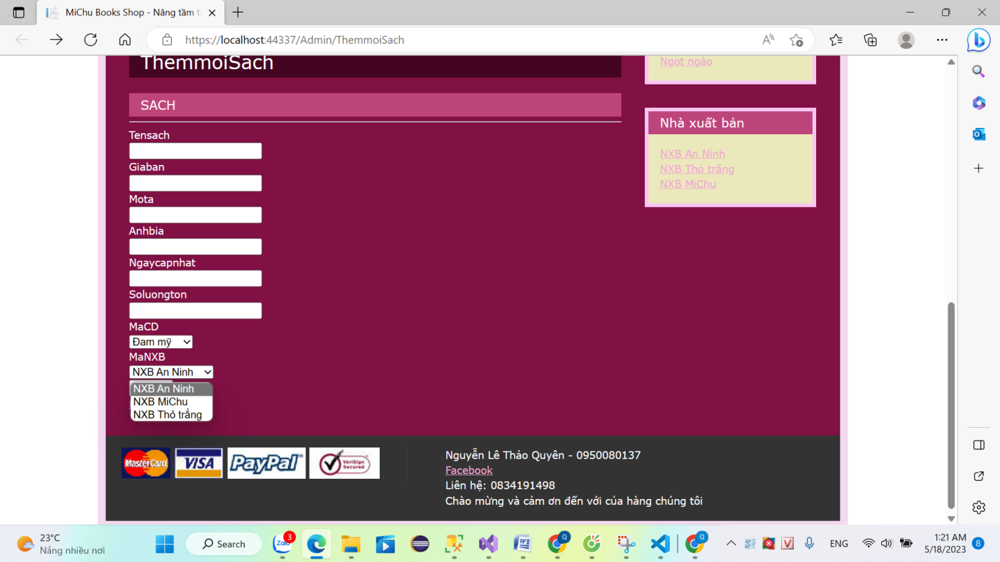 MiChu Books Shop - Nâng tầm t
https://localhost:44337/Admin/ThemmoiSach
ThemmoiSach
SACH
Tensach
Giaban
Mota
Anhbia
Ngaycapnhat
Soluongton
MaCD
Đam mỹ
MaNXB
NXB An Ninh
NXB An Ninh
NXB MiChu
NXB Thỏ trắng
Ngọt ngào
Nhà xuất bản
NXB An Ninh
NXB Thỏ trắng
NXB MiChu
MasterCard
VISA
PayPal
VeriSign
Secured
Nguyễn Lê Thảo Quyên - 0950080137
Facebook
Liên hệ: 0834191498
Chào mừng và cảm ơn đến với của hàng chúng tôi
23°C
Nắng nhiều nơi
Search
Zalo
3
Q
Q
ENG
1:21 AM
5/18/2023
8